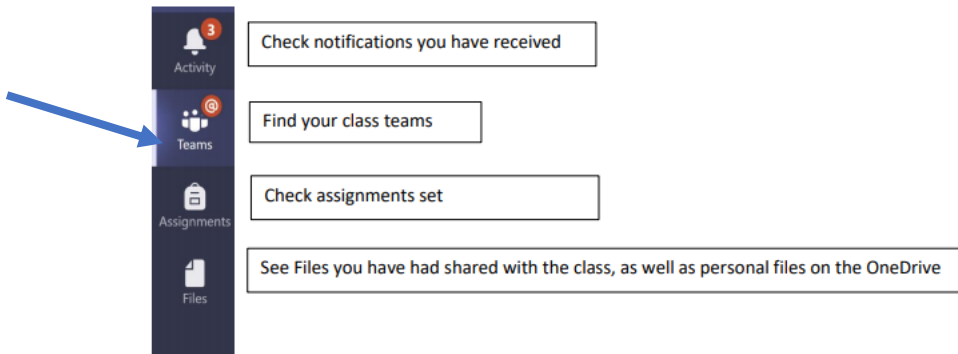 3
Activity
Check notifications you have received
@
Teams
Find your class teams
Assignments
Check assignments set
Files
See Files you have had shared with the class, as well as personal files on the OneDrive